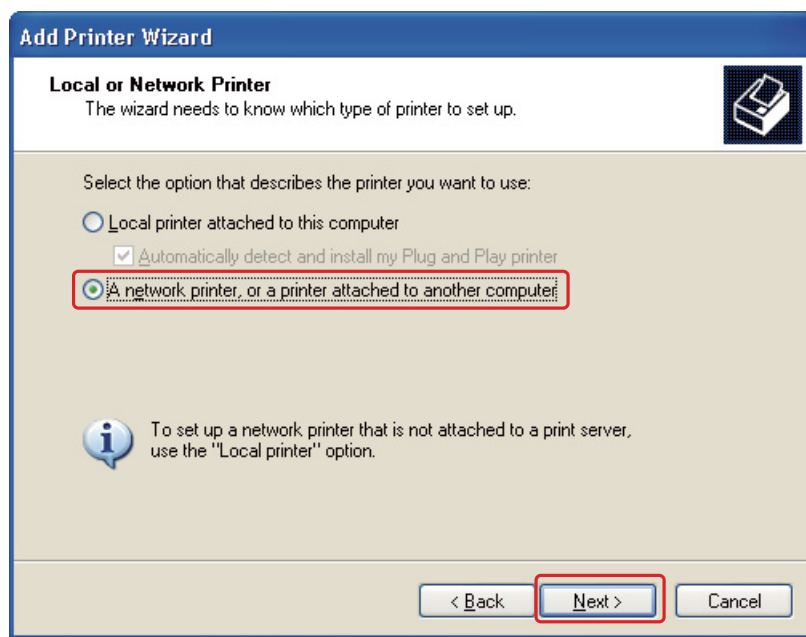 Add Printer Wizard
Local or Network Printer
The wizard needs to know which type of printer to set up.
Select the option that describes the printer you want to use:
Local printer attached to this computer
Automatically detect and install my Plug and Play printer
A network printer, or a printer attached to another computer
To set up a network printer that is not attached to a print server,
use the "Local printer" option.
< Back
Next >
Cancel